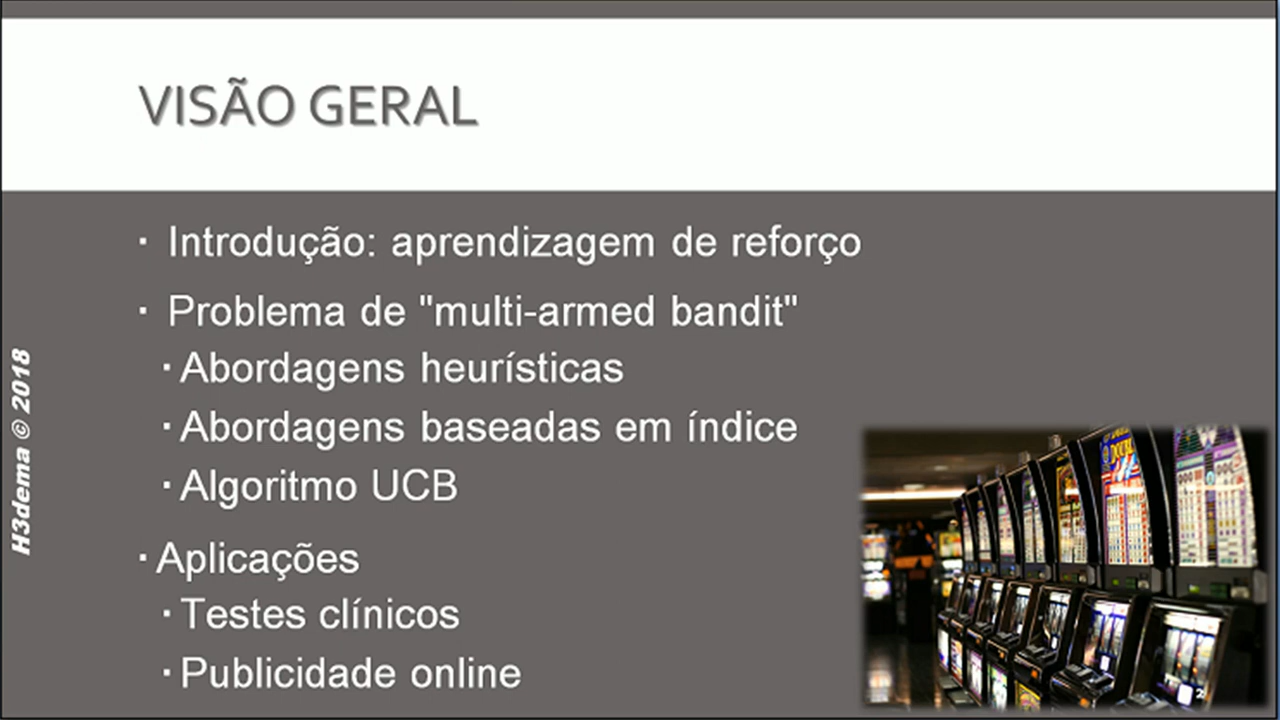 VISÃO GERAL
▪ Introdução: aprendizagem de reforço
▪ Problema de "multi-armed bandit"
▪ Abordagens heurísticas
▪ Abordagens baseadas em índice
▪ Algoritmo UCB
▪ Aplicações
▪ Testes clínicos
▪ Publicidade online
H3dema © 2018
2